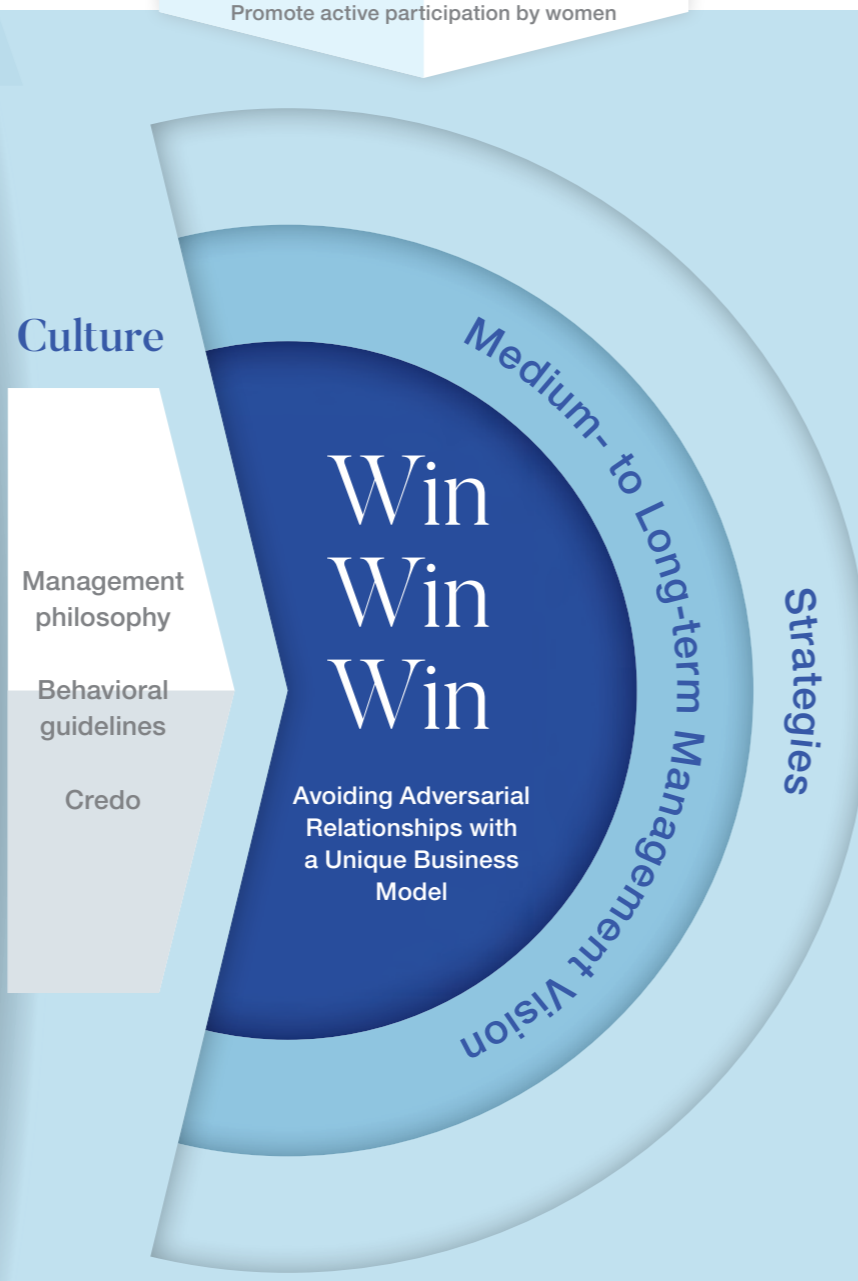 Promote active participation by women
Culture
Management
philosophy
Behavioral
guidelines
Credo
Win
Win
Win
Avoiding Adversarial
Relationships with
a Unique Business
Model
Medium- to Long-term Management Vision
Strategies